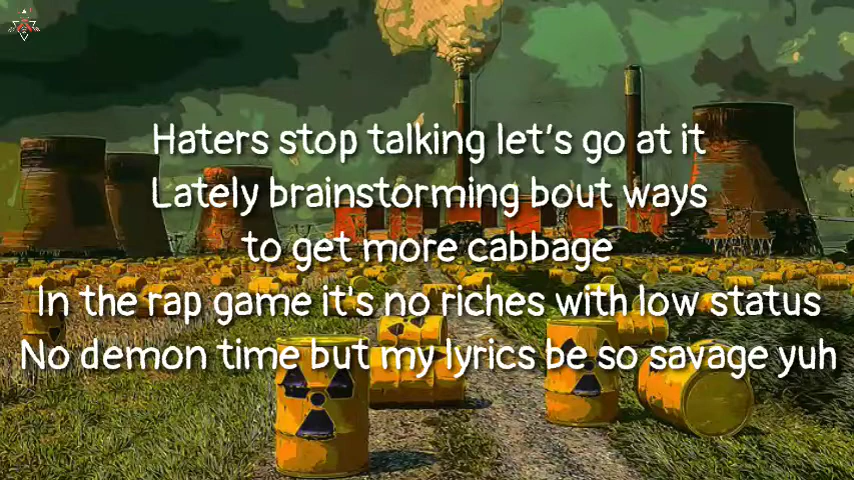 Haters stop talking let's go at it
Lately brainstorming bout ways
to get more cabbage
In the rap game it's no riches with low status
No demon time but my lyrics be so savage yuh